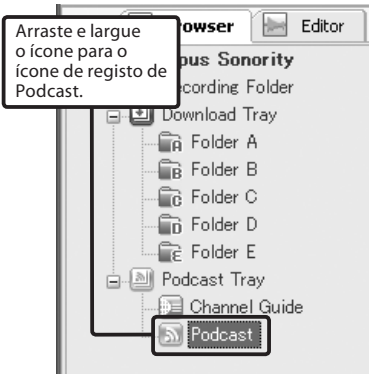 Arraste e largue
o ícone para o
ícone de registo de
Podcast.
rowser
Editor
pus Sonority
ecording Folder
Download Tray
Folder A
Folder B
Folder C
Folder D
Folder E
Podcast Tray
Channel Guide
Podcast